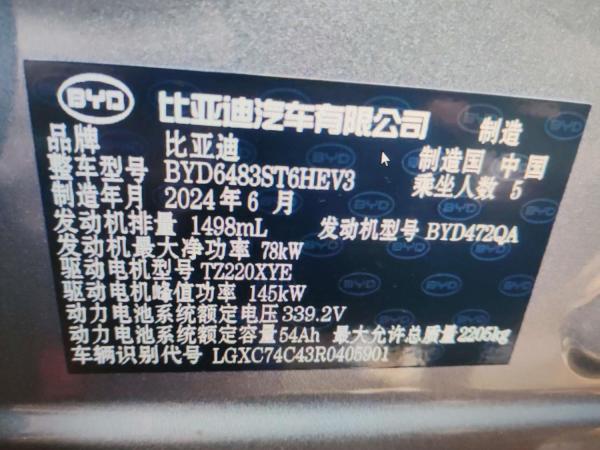 BYD 比亚迪汽车有限公司 制造
品牌 比亚迪 制造国 中国
整车型号 BYD6483ST6HEV3 乘坐人数 5
制造年月 2024年6月
发动机排量 1498mL 发动机型号 BYD472QA
发动机最大净功率 78kW
驱动电机型号 TZ220XYE
驱动电机峰值功率 145kW
动力电池系统额定电压 339.2V
动力电池系统额定容量 54Ah 最大允许总质量 2205kg
车辆识别代号 LGXC74C43R0405901